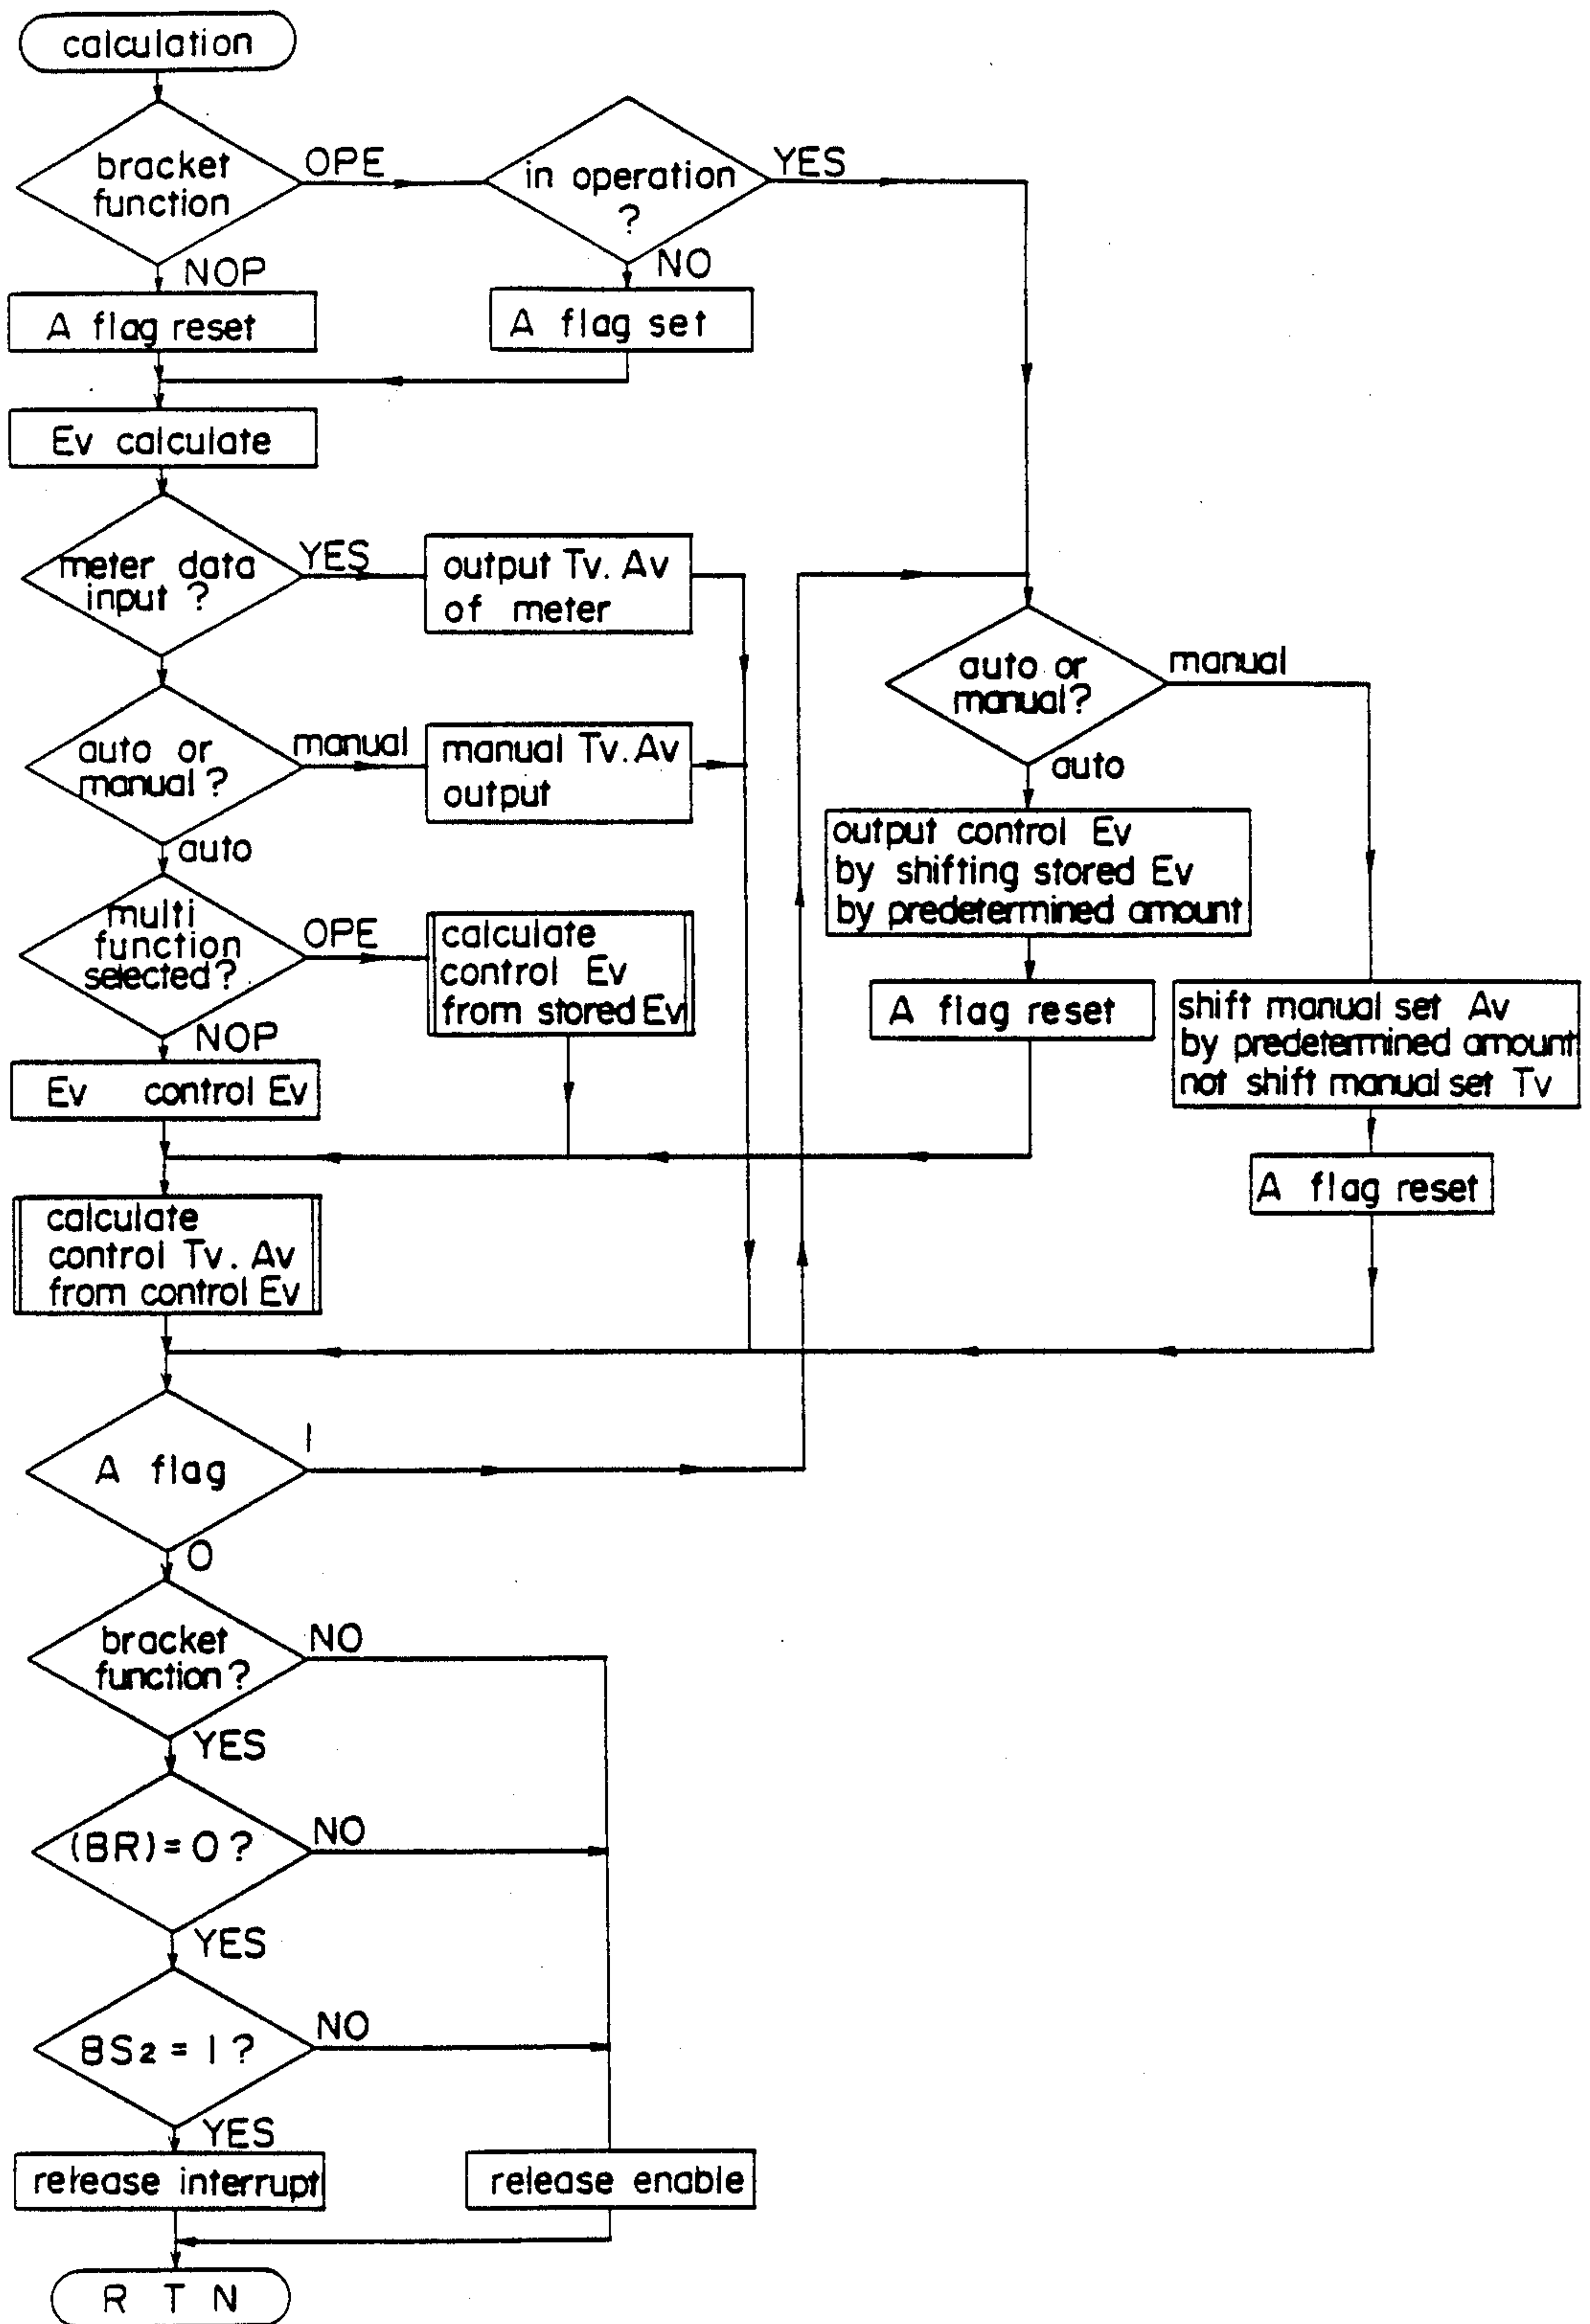 calculation
bracket
function
OPE
in operation
?
YES
NOP
NO
A flag reset
A flag set
Ev calculate
meter data
input ?
YES
output Tv. Av
of meter
auto or
manual ?
manual
manual Tv. Av
output
auto
auto or
manual?
manual
auto
output control Ev
by shifting stored Ev
by predetermined amount
multi
function
selected?
OPE
calculate
control Ev
from stored Ev
NOP
A flag reset
shift manual set Av
by predetermined amount
not shift manual set Tv
Ev control Ev
A flag reset
calculate
control Tv. Av
from control Ev
A flag
1
0
bracket
function?
NO
YES
(BR)=0?
NO
YES
BS2 = 1 ?
NO
YES
release interrupt
release enable
R T N